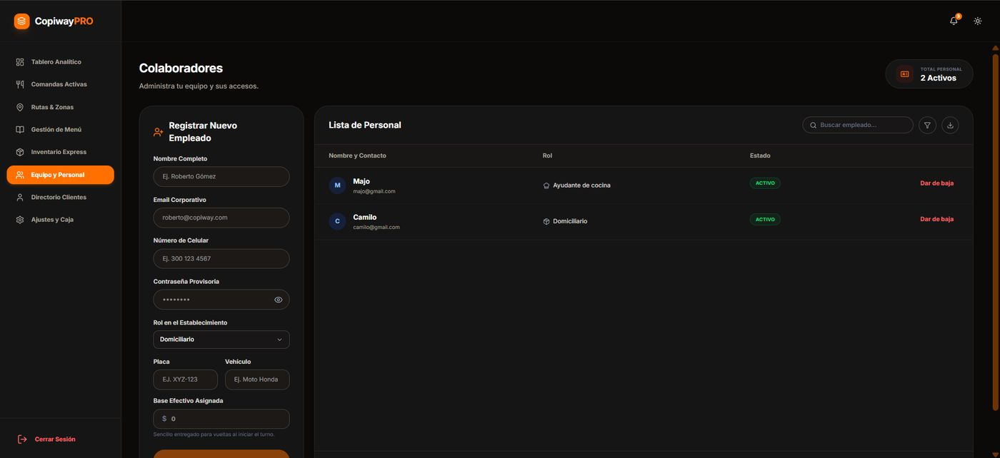 CopiwayPRO
3
Tablero Analítico
Comandas Activas
Rutas & Zonas
Gestión de Menú
Inventario Express
Equipo y Personal
Directorio Clientes
Ajustes y Caja
Cerrar Sesión
Colaboradores
Administra tu equipo y sus accesos.
TOTAL PERSONAL
2 Activos
Registrar Nuevo
Empleado
Nombre Completo
Ej. Roberto Gómez
Email Corporativo
roberto@copiway.com
Número de Celular
Ej. 300 123 4567
Contraseña Provisoria
••••••••
Rol en el Establecimiento
Domiciliario
Placa Vehículo
EJ. XYZ-123 Ej. Moto Honda
Base Efectivo Asignada
$ 0
Sencillo entregado para vueltas al iniciar el turno.
Lista de Personal
Buscar empleado...
Nombre y Contacto Rol Estado
M Majo Ayudante de cocina ACTIVO Dar de baja
majo@gmail.com
C Camilo Domiciliario ACTIVO Dar de baja
camilo@gmail.com